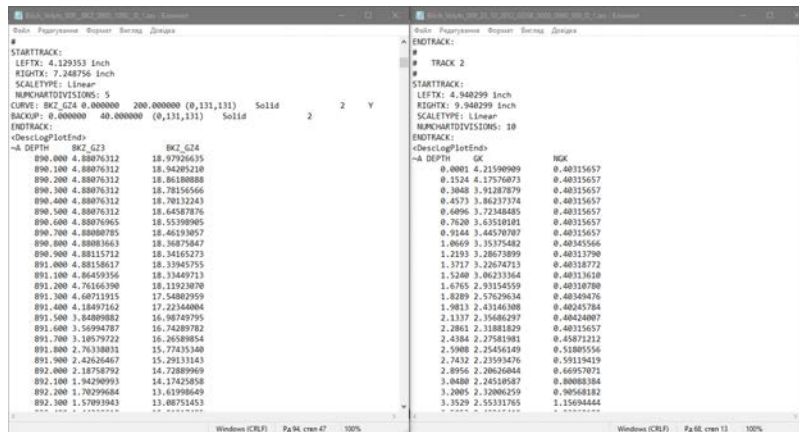 Файл Редагування Формат Вигляд Довідка
#
STARTTRACK:
LEFTX: 4.129353 inch
RIGHTX: 7.248756 inch
SCALETYPE: Linear
NUMCHARTDIVISIONS: 5
CURVE: BKZ_GZ4 0.000000 200.000000 (0,131,131) Solid 2 Y
BACKUP: 0.000000 40.000000 (0,131,131) Solid 2
ENDTRACK:
<DescLogPlotEnd>
~A DEPTH BKZ_GZ3 BKZ_GZ4
890.000 4.88076312 18.97926635
890.100 4.88076312 18.94205210
890.200 4.88076312 18.86180888
890.300 4.88076312 18.78156566
890.400 4.88076312 18.70132243
890.500 4.88076312 18.64587876
890.600 4.88076965 18.55398905
890.700 4.88080785 18.46193057
890.800 4.88083663 18.36875847
890.900 4.88115712 18.34165273
891.000 4.88158617 18.33945755
891.100 4.86459356 18.33449713
891.200 4.76166390 18.11923070
891.300 4.60711915 17.54802959
891.400 4.18497162 17.22344004
891.500 3.84809882 16.98749795
891.600 3.56994787 16.74289782
891.700 3.10579722 16.26589854
891.800 2.76338031 15.77435340
891.900 2.42626467 15.29133143
892.000 2.18758792 14.72889969
892.100 1.94290993 14.17425858
892.200 1.70299684 13.61998649
892.300 1.57093943 13.08751453
Windows (CRLF) Рд 94, ствп 47 100%
Файл Редагування Формат Вигляд Довідка
ENDTRACK:
#
# TRACK 2
#
STARTTRACK:
LEFTX: 4.940299 inch
RIGHTX: 9.940299 inch
SCALETYPE: Linear
NUMCHARTDIVISIONS: 10
ENDTRACK:
<DescLogPlotEnd>
~A DEPTH GK NGK
0.0001 4.21590909 0.40315657
0.1524 4.17576073 0.40315657
0.3048 3.91287879 0.40315657
0.4573 3.86237374 0.40315657
0.6096 3.72348485 0.40315657
0.7620 3.63510101 0.40315657
0.9144 3.44570707 0.40315657
1.0669 3.35375482 0.40345566
1.2193 3.28673899 0.40313790
1.3717 3.22674713 0.40318772
1.5240 3.06233364 0.40313610
1.6765 2.93154559 0.40310780
1.8289 2.57629634 0.40349476
1.9813 2.43146308 0.40245784
2.1337 2.35686297 0.40424007
2.2861 2.31881829 0.40315657
2.4384 2.27581981 0.45871212
2.5908 2.25456149 0.51805556
2.7432 2.23593476 0.59119419
2.8956 2.20626044 0.66957071
3.0480 2.24510587 0.80088384
3.2005 2.32006259 0.90568182
3.3529 2.55331765 1.15694444
Windows (CRLF) Рд 68, ствп 13 100%